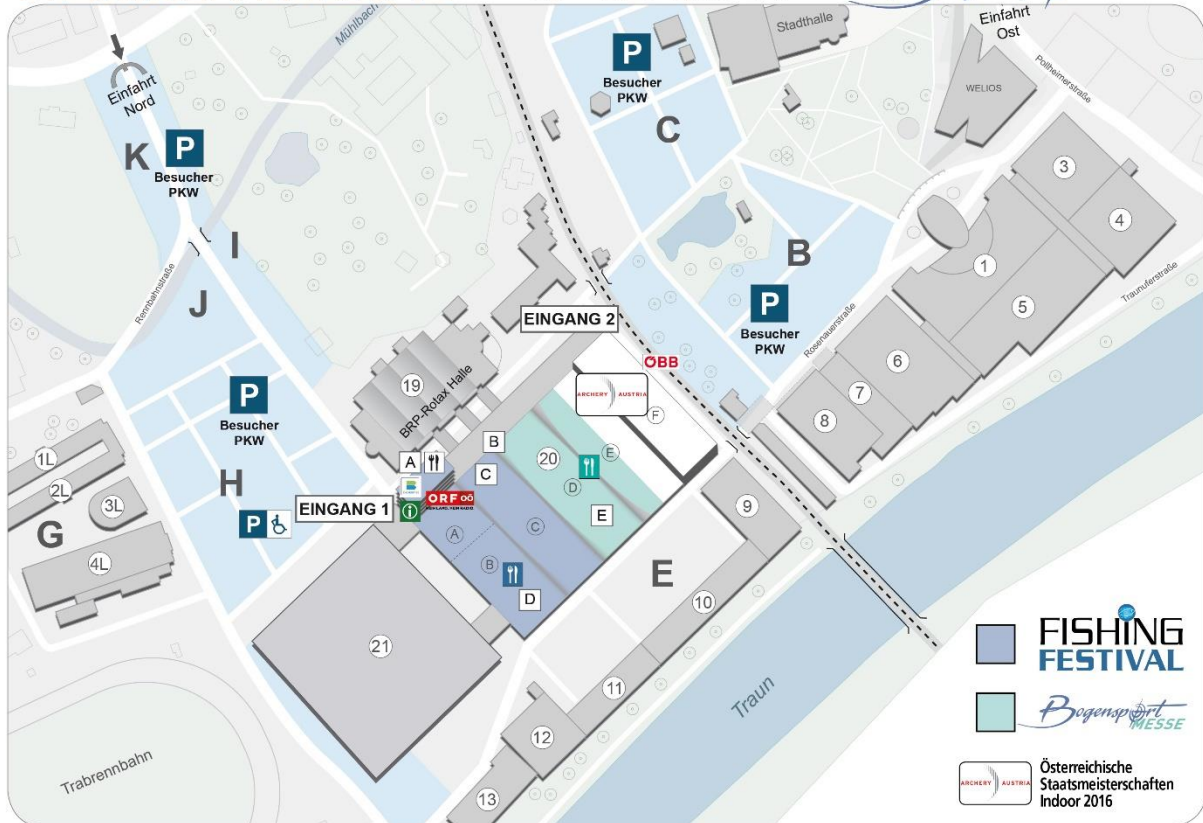 Stadthalle
Einfahrt
Ost
Pollheimerstraße
Mühlbach
Einfahrt
Nord
P
Besucher
PKW
C
WELIOS
K
P
Besucher
PKW
3
4
I
B
1
Rennbahnstraße
J
P
Besucher
PKW
EINGANG 2
Rosenauerstraße
Traunuferstraße
5
6
7
8
ÖBB
19
BRP-Rotax Halle
ARCHERY AUSTRIA
F
P
Besucher
PKW
H
P
1L
2L
3L
4L
G
A
B
C
20
E
D
E
EINGANG 1
i
ORF OÖ
A
B
C
D
9
E
10
11
12
13
21
Traun
Trabrennbahn
FISHING
FESTIVAL
Bogensport
MESSE
ARCHERY AUSTRIA
Österreichische
Staatsmeisterschaften
Indoor 2016